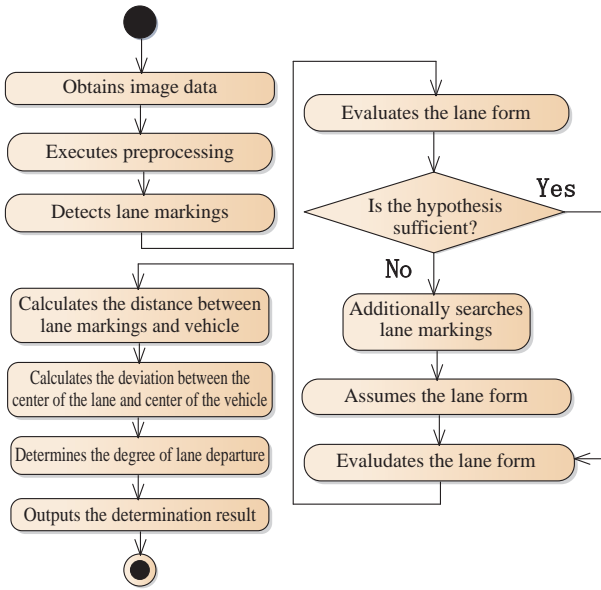 Obtains image data
Executes preprocessing
Detects lane markings
Evaluates the lane form
Is the hypothesis
sufficient?
Yes
No
Additionally searches
lane markings
Assumes the lane form
Evaludates the lane form
Calculates the distance between
lane markings and vehicle
Calculates the deviation between the
center of the lane and center of the vehicle
Determines the degree of lane departure
Outputs the determination result